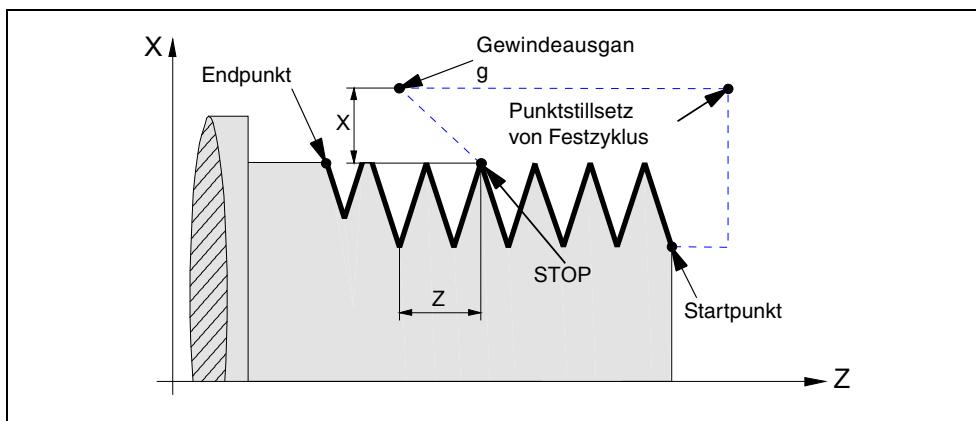 X
Gewindeausgan
g
Endpunkt
Punktstillsetz
von Festzyklus
X
STOP
Z
Startpunkt
Z